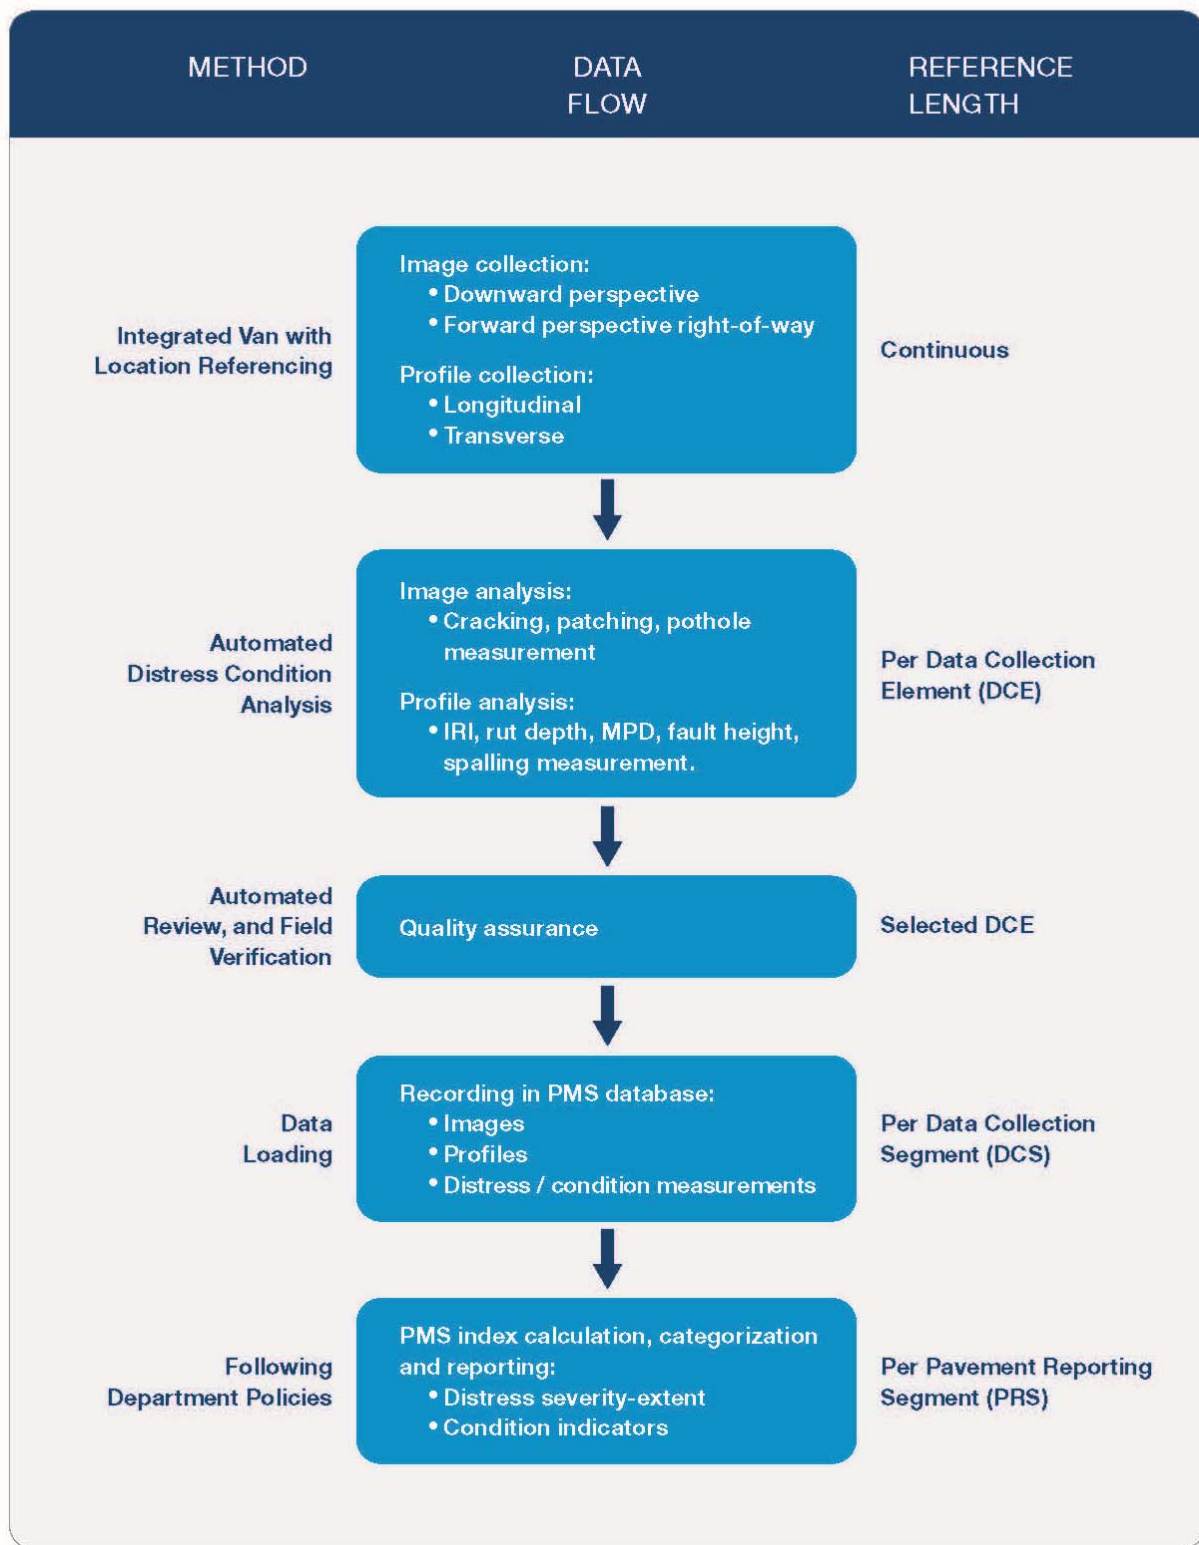 METHOD
DATA
FLOW
REFERENCE
LENGTH
Integrated Van with
Location Referencing
Image collection:
• Downward perspective
• Forward perspective right-of-way
Profile collection:
• Longitudinal
• Transverse
Continuous
Automated
Distress Condition
Analysis
Image analysis:
• Cracking, patching, pothole
measurement
Profile analysis:
• IRI, rut depth, MPD, fault height,
spalling measurement.
Per Data Collection
Element (DCE)
Automated
Review, and Field
Verification
Quality assurance
Selected DCE
Data
Loading
Recording in PMS database:
• Images
• Profiles
• Distress / condition measurements
Per Data Collection
Segment (DCS)
Following
Department Policies
PMS index calculation, categorization
and reporting:
• Distress severity-extent
• Condition indicators
Per Pavement Reporting
Segment (PRS)